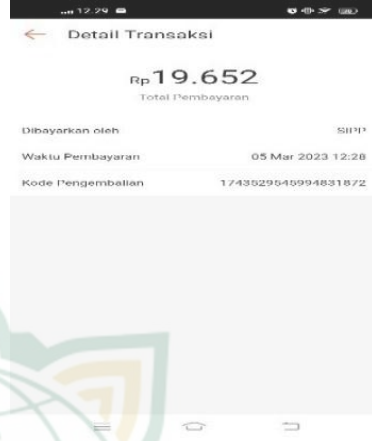 12.29
Detail Transaksi
Rp19.652
Total Pembayaran
Dibayarkan oleh SIPP
Waktu Pembayaran 05 Mar 2023 12:28
Kode Pengembalian 1743529545994831872